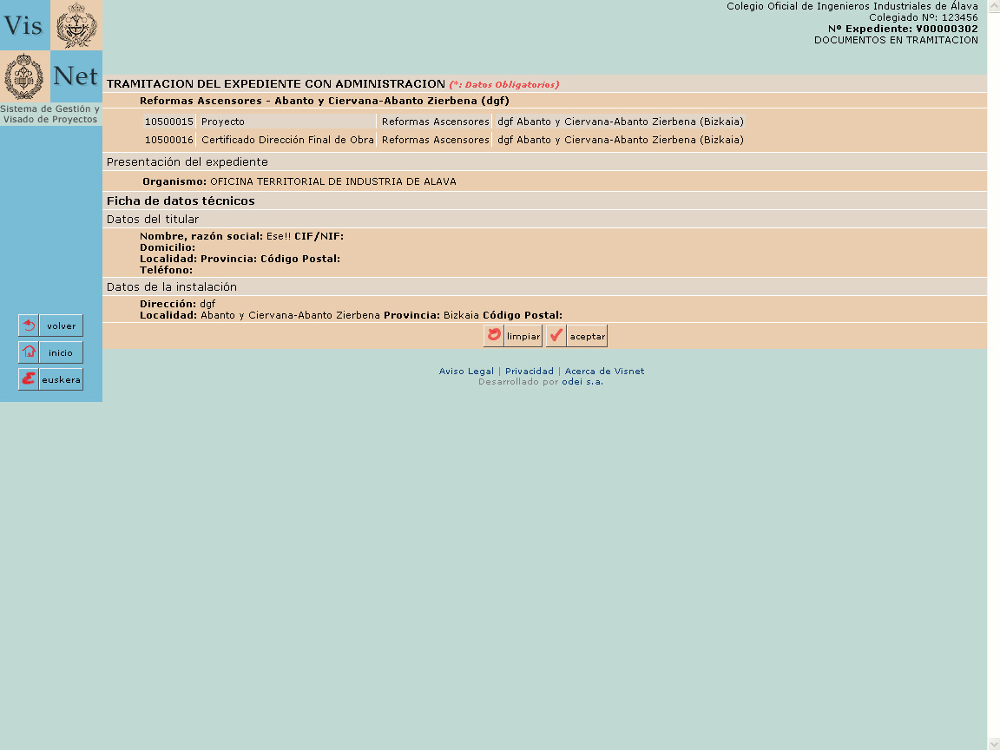 Vis
Net
Sistema de Gestión y
Visado de Proyectos
Colegio Oficial de Ingenieros Industriales de Álava
Colegiado Nº: 123456
Nº Expediente: V00000302
DOCUMENTOS EN TRAMITACION
TRAMITACION DEL EXPEDIENTE CON ADMINISTRACION (*: Datos Obligatorios)
Reformas Ascensores - Abanto y Ciervana-Abanto Zierbena (dgf)
10500015 Proyecto Reformas Ascensores dgf Abanto y Ciervana-Abanto Zierbena (Bizkaia)
10500016 Certificado Dirección Final de Obra Reformas Ascensores dgf Abanto y Ciervana-Abanto Zierbena (Bizkaia)
Presentación del expediente
Organismo: OFICINA TERRITORIAL DE INDUSTRIA DE ALAVA
Ficha de datos técnicos
Datos del titular
Nombre, razón social: Ese!! CIF/NIF:
Domicilio:
Localidad: Provincia: Código Postal:
Teléfono:
Datos de la instalación
Dirección: dgf
Localidad: Abanto y Ciervana-Abanto Zierbena Provincia: Bizkaia Código Postal:
limpiar aceptar
volver
inicio
euskera
Aviso Legal | Privacidad | Acerca de Visnet
Desarrollado por odei s.a.